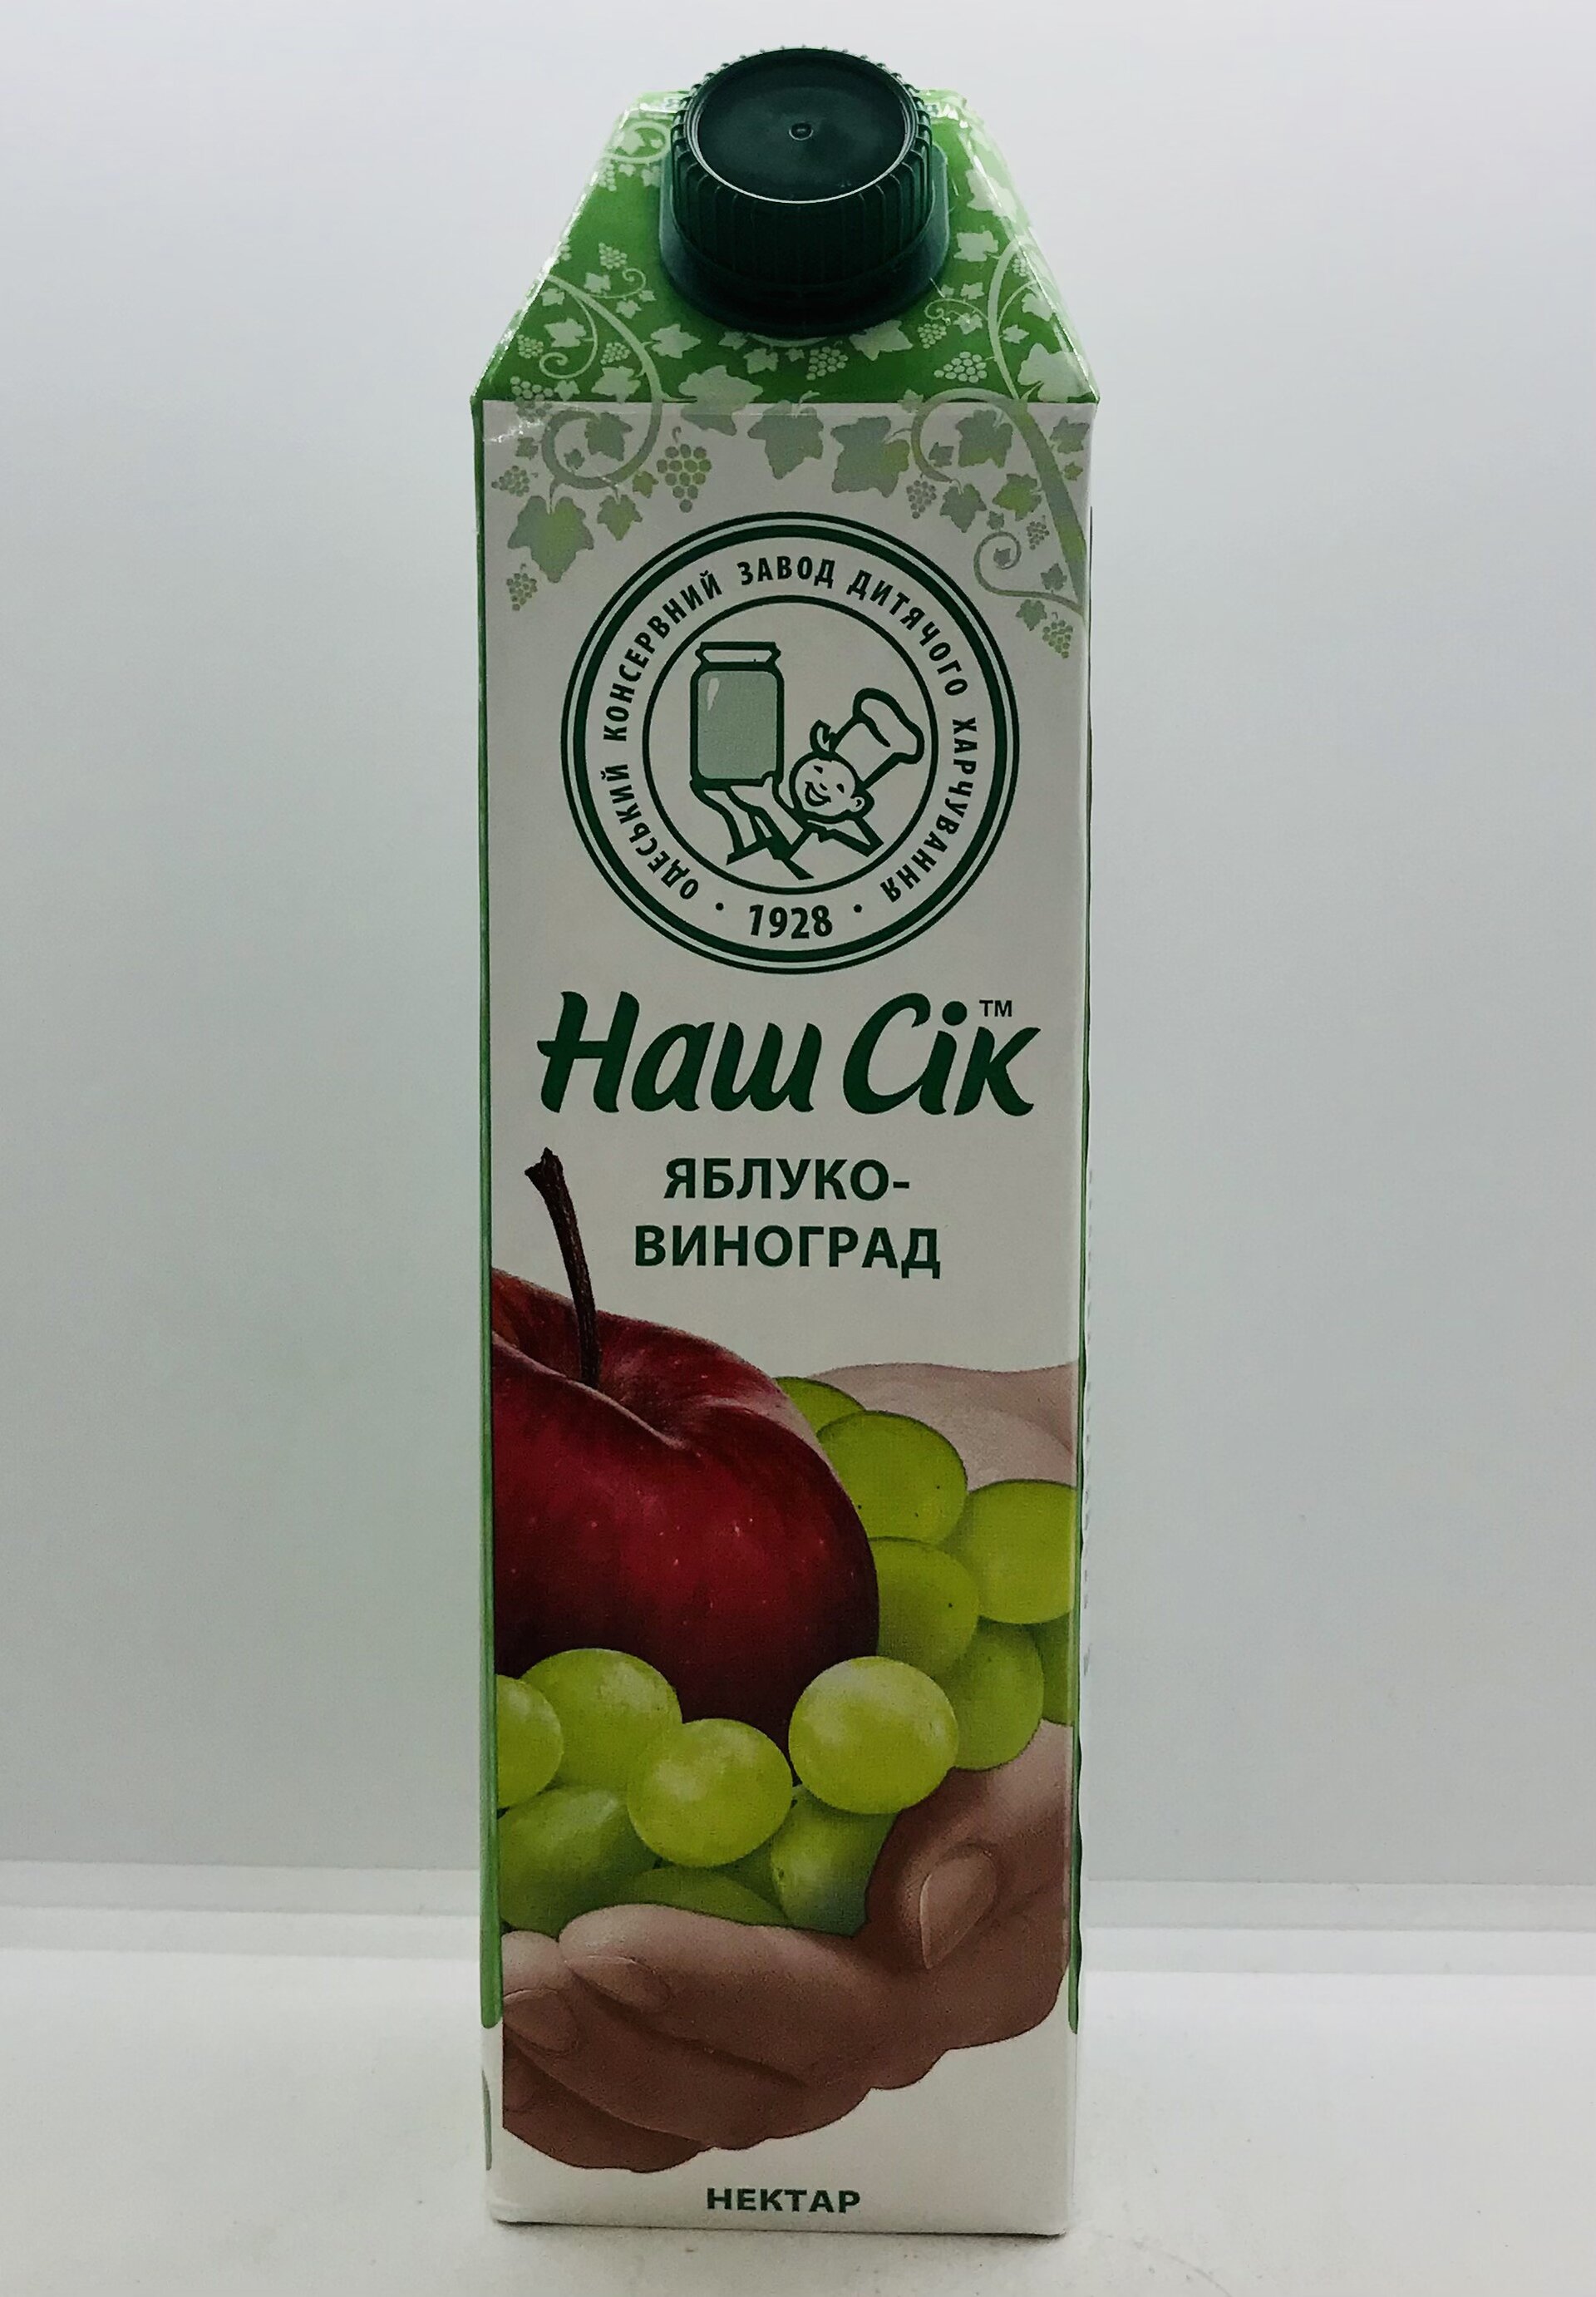 ОДЕСЬКИЙ КОНСЕРВНИЙ ЗАВОД ДИТЯЧОГО ХАРЧУВАННЯ
• 1928 •
Наш Сік™
ЯБЛУКО-
ВИНОГРАД
НЕКТАР